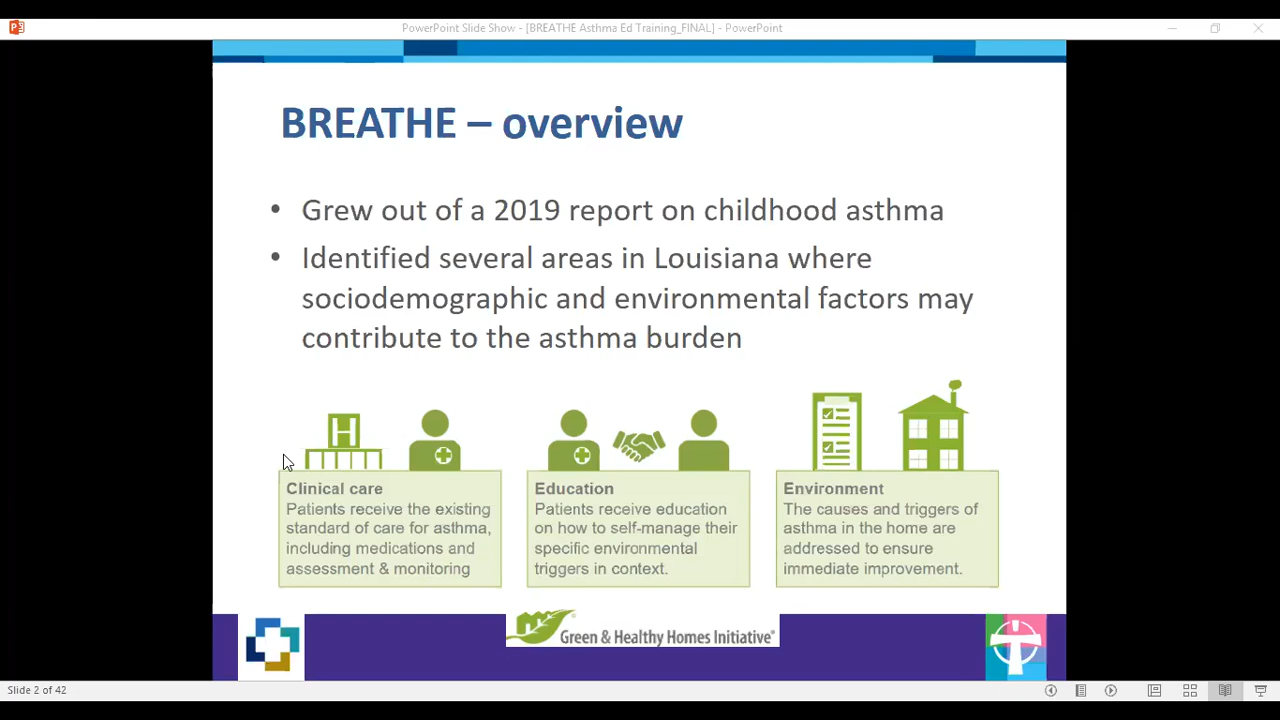 PowerPoint Slide Show - [BREATHE Asthma Ed Training_FINAL] - PowerPoint
BREATHE – overview
• Grew out of a 2019 report on childhood asthma
• Identified several areas in Louisiana where
sociodemographic and environmental factors may
contribute to the asthma burden
H
Clinical care
Patients receive the existing
standard of care for asthma,
including medications and
assessment & monitoring
Education
Patients receive education
on how to self-manage their
specific environmental
triggers in context.
Environment
The causes and triggers of
asthma in the home are
addressed to ensure
immediate improvement.
Green & Healthy Homes Initiative®
Slide 2 of 42